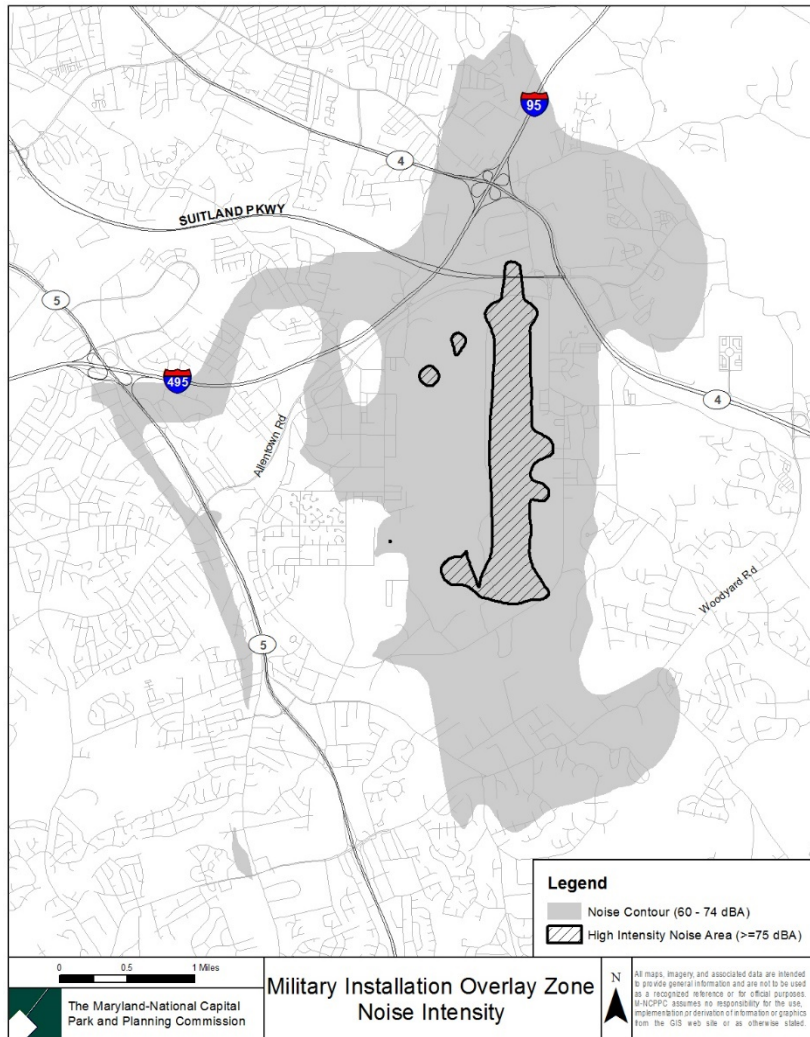 95
4
SUITLAND PKWY
5
495
4
Allentown Rd
Woodyard Rd
5
Legend
Noise Contour (60 - 74 dBA)
High Intensity Noise Area (>=75 dBA)
0 0.5 1 Miles
The Maryland-National Capital
Park and Planning Commission
Military Installation Overlay Zone
Noise Intensity
N
All maps, imagery, and associated data are intended
to provide general information and are not to be used
as a recognized reference or for official purposes.
M-NCPPC assumes no responsibility for the use,
implementation,or derivation of information or graphics
from the GIS web site or as otherwise stated.